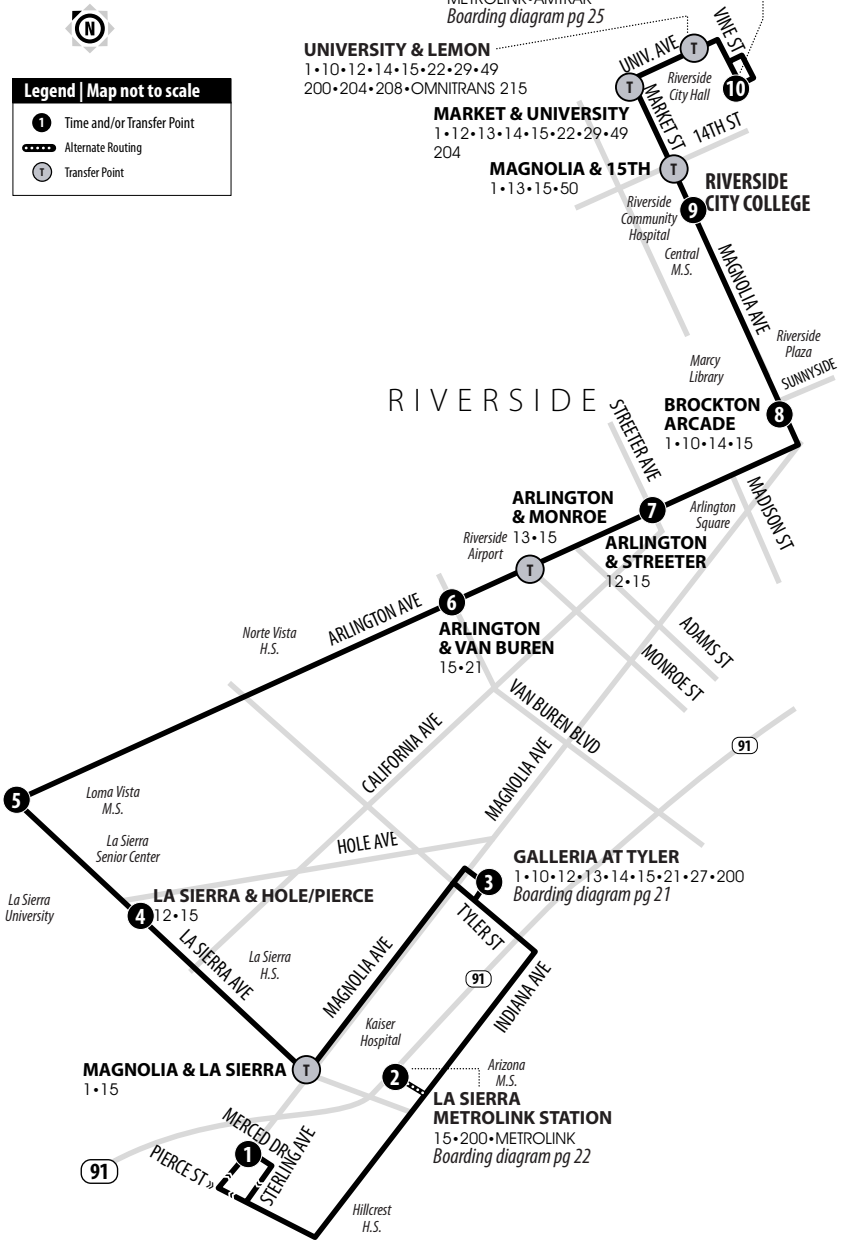 METROLINK•AMTRAK
Boarding diagram pg 25
N
UNIVERSITY & LEMON
1•10•12•14•15•22•29•49
200•204•208•OMNITRANS 215
UNIV. AVE
VINE ST
T
Riverside
City Hall
10
Legend | Map not to scale
1 Time and/or Transfer Point
Alternate Routing
T Transfer Point
MARKET & UNIVERSITY
1•12•13•14•15•22•29•49
204
T
MARKET ST
14TH ST
MAGNOLIA & 15TH
1•13•15•50
T
RIVERSIDE
CITY COLLEGE
9
Riverside
Community
Hospital
Central
M.S.
MAGNOLIA AVE
Riverside
Plaza
Marcy
Library
SUNNYSIDE
RIVERSIDE
BROCKTON
ARCADE
1•10•14•15
8
STREETER AVE
ARLINGTON
& MONROE
13•15
7
Arlington
Square
MADISON ST
Riverside
Airport
T
ARLINGTON
& STREETER
12•15
6
ARLINGTON AVE
ARLINGTON
& VAN BUREN
15•21
Norte Vista
H.S.
ADAMS ST
MONROE ST
VAN BUREN BLVD
CALIFORNIA AVE
MAGNOLIA AVE
91
5
Loma Vista
M.S.
La Sierra
Senior Center
HOLE AVE
GALLERIA AT TYLER
1•10•12•13•14•15•21•27•200
Boarding diagram pg 21
3
La Sierra
University
LA SIERRA & HOLE/PIERCE
12•15
4
TYLER ST
LA SIERRA AVE
La Sierra
H.S.
MAGNOLIA AVE
91
INDIANA AVE
Kaiser
Hospital
MAGNOLIA & LA SIERRA
1•15
T
2
Arizona
M.S.
LA SIERRA
METROLINK STATION
15•200•METROLINK
Boarding diagram pg 22
MERCED DR
1
STERLING AVE
91
PIERCE ST »
Hillcrest
H.S.